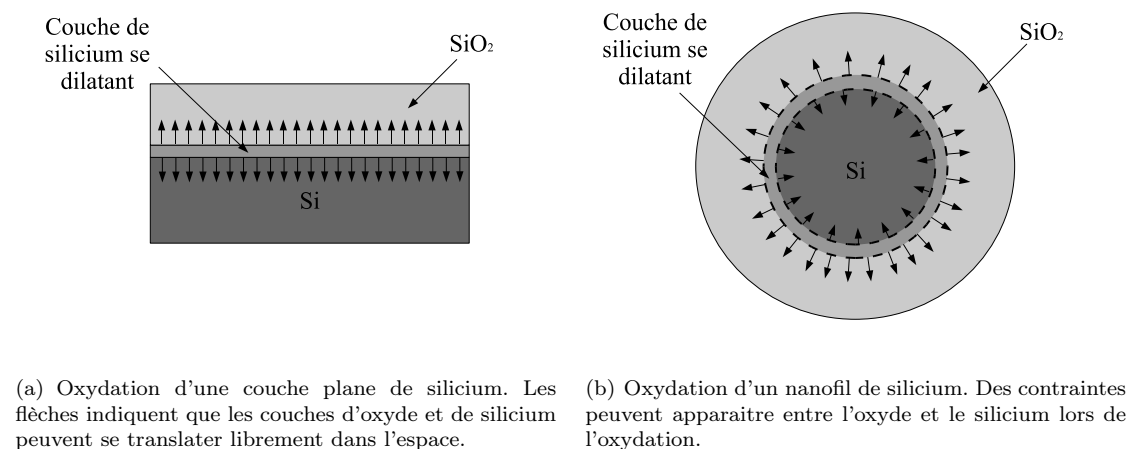 Couche de
silicium se
dilatant
SiO₂
Si
Couche de
silicium se
dilatant
SiO₂
Si
(a) Oxydation d'une couche plane de silicium. Les
flèches indiquent que les couches d'oxyde et de silicium
peuvent se translater librement dans l'espace.
(b) Oxydation d'un nanofil de silicium. Des contraintes
peuvent apparaitre entre l'oxyde et le silicium lors de
l'oxydation.